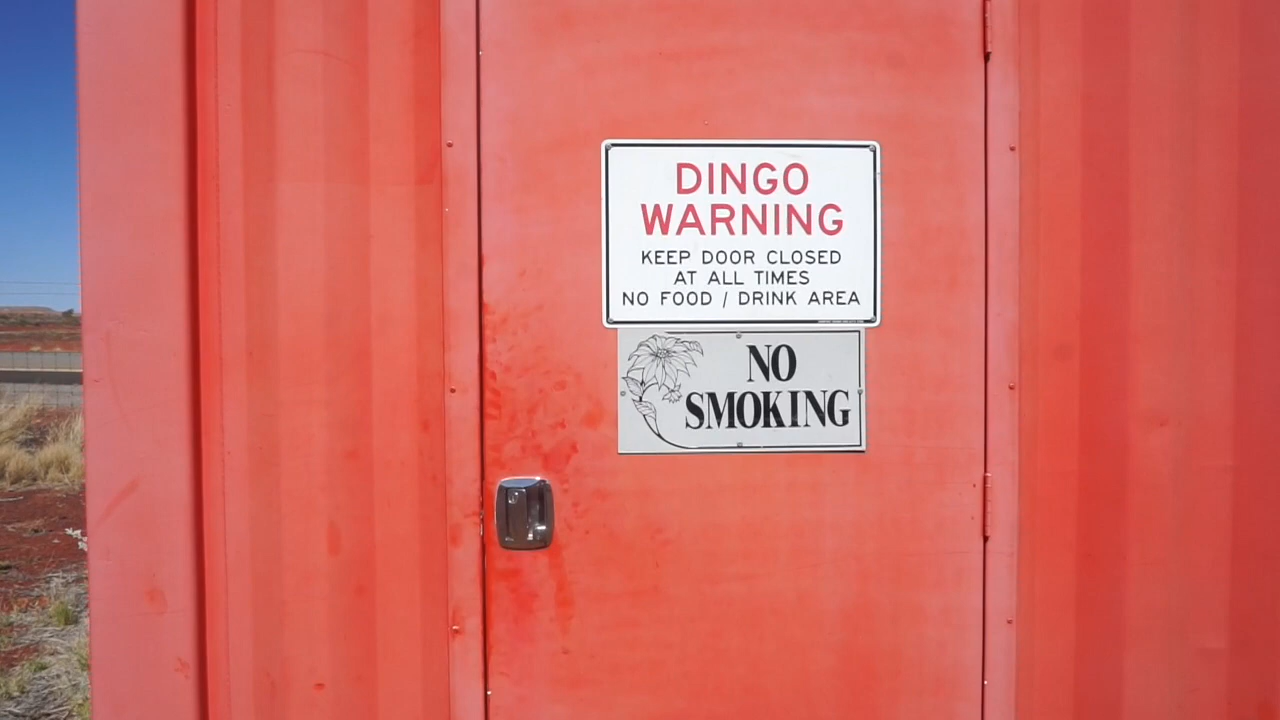 DINGO
WARNING
KEEP DOOR CLOSED
AT ALL TIMES
NO FOOD / DRINK AREA
NO
SMOKING